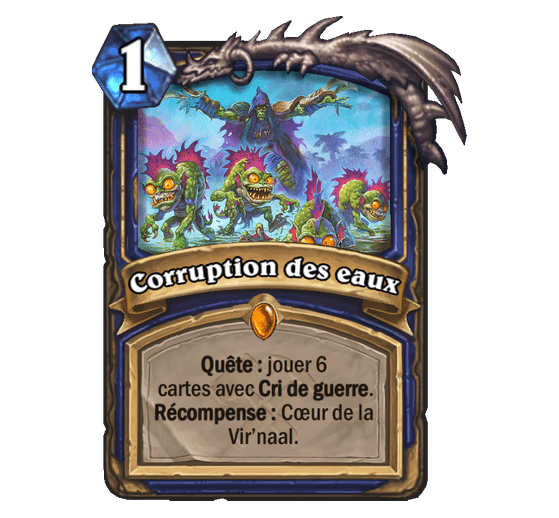 1
Corruption des eaux
Quête : jouer 6
cartes avec Cri de guerre.
Récompense : Cœur de la
Vir'naal.